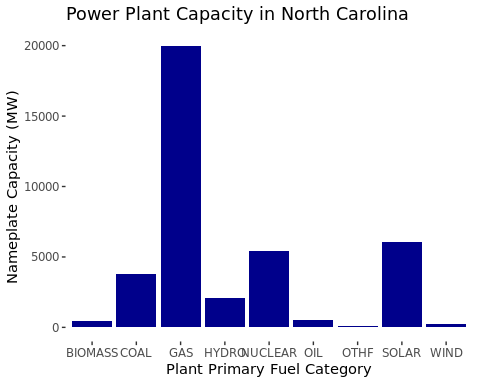 Power Plant Capacity in North Carolina
Nameplate Capacity (MW)
20000
15000
10000
5000
0
BIOMASS COAL GAS HYDRO NUCLEAR OIL OTHF SOLAR WIND
Plant Primary Fuel Category